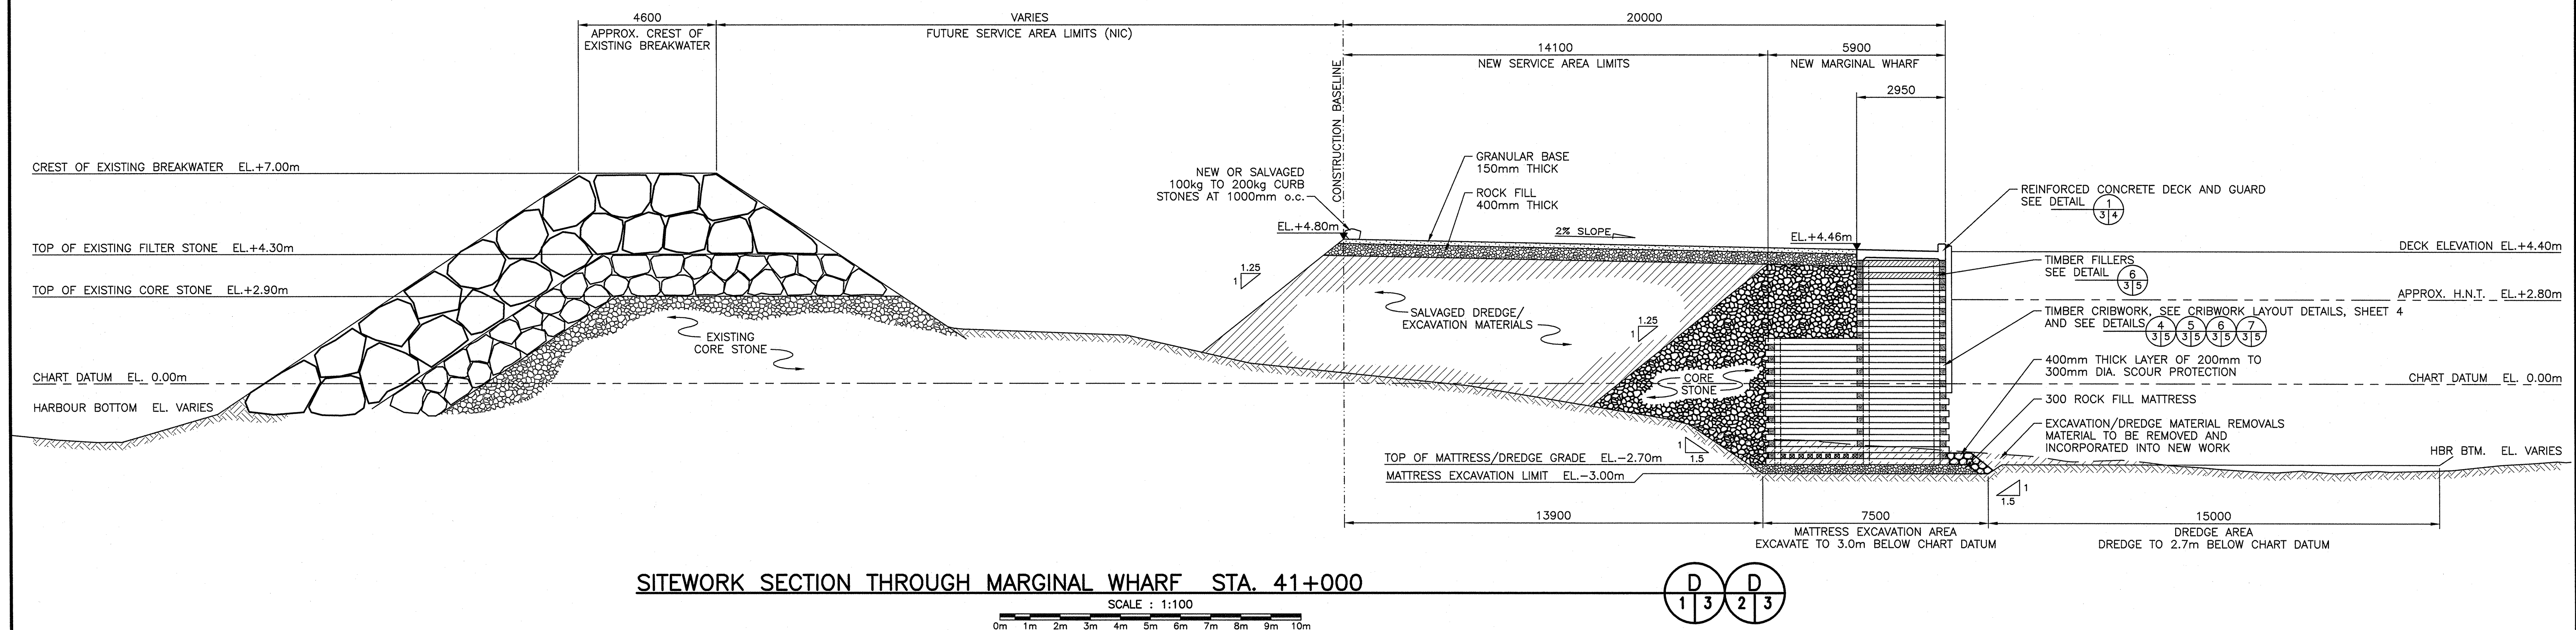 4600
APPROX. CREST OF
EXISTING BREAKWATER
VARIES
FUTURE SERVICE AREA LIMITS (NIC)
20000
14100
NEW SERVICE AREA LIMITS
5900
NEW MARGINAL WHARF
2950
CONSTRUCTION BASELINE
CREST OF EXISTING BREAKWATER EL.+7.00m
TOP OF EXISTING FILTER STONE EL.+4.30m
TOP OF EXISTING CORE STONE EL.+2.90m
CHART DATUM EL. 0.00m
HARBOUR BOTTOM EL. VARIES
EXISTING
CORE STONE
NEW OR SALVAGED
100kg TO 200kg CURB
STONES AT 1000mm o.c.
EL.+4.80m
GRANULAR BASE
150mm THICK
ROCK FILL
400mm THICK
2% SLOPE
EL.+4.46m
1.25
1
SALVAGED DREDGE/
EXCAVATION MATERIALS
1.25
1
CORE
STONE
1
1.5
TOP OF MATTRESS/DREDGE GRADE EL.-2.70m
MATTRESS EXCAVATION LIMIT EL.-3.00m
REINFORCED CONCRETE DECK AND GUARD
SEE DETAIL 1 3 4
DECK ELEVATION EL.+4.40m
TIMBER FILLERS
SEE DETAIL 6 3 5
APPROX. H.N.T. EL.+2.80m
TIMBER CRIBWORK, SEE CRIBWORK LAYOUT DETAILS, SHEET 4
AND SEE DETAILS 4 3 5 5 3 5 6 3 5 7 3 5
400mm THICK LAYER OF 200mm TO
300mm DIA. SCOUR PROTECTION
CHART DATUM EL. 0.00m
300 ROCK FILL MATTRESS
EXCAVATION/DREDGE MATERIAL REMOVALS
MATERIAL TO BE REMOVED AND
INCORPORATED INTO NEW WORK
HBR BTM. EL. VARIES
1
1.5
13900
7500
MATTRESS EXCAVATION AREA
EXCAVATE TO 3.0m BELOW CHART DATUM
15000
DREDGE AREA
DREDGE TO 2.7m BELOW CHART DATUM
SITEWORK SECTION THROUGH MARGINAL WHARF STA. 41+000
D 1 3 D 2 3
SCALE : 1:100
0m 1m 2m 3m 4m 5m 6m 7m 8m 9m 10m